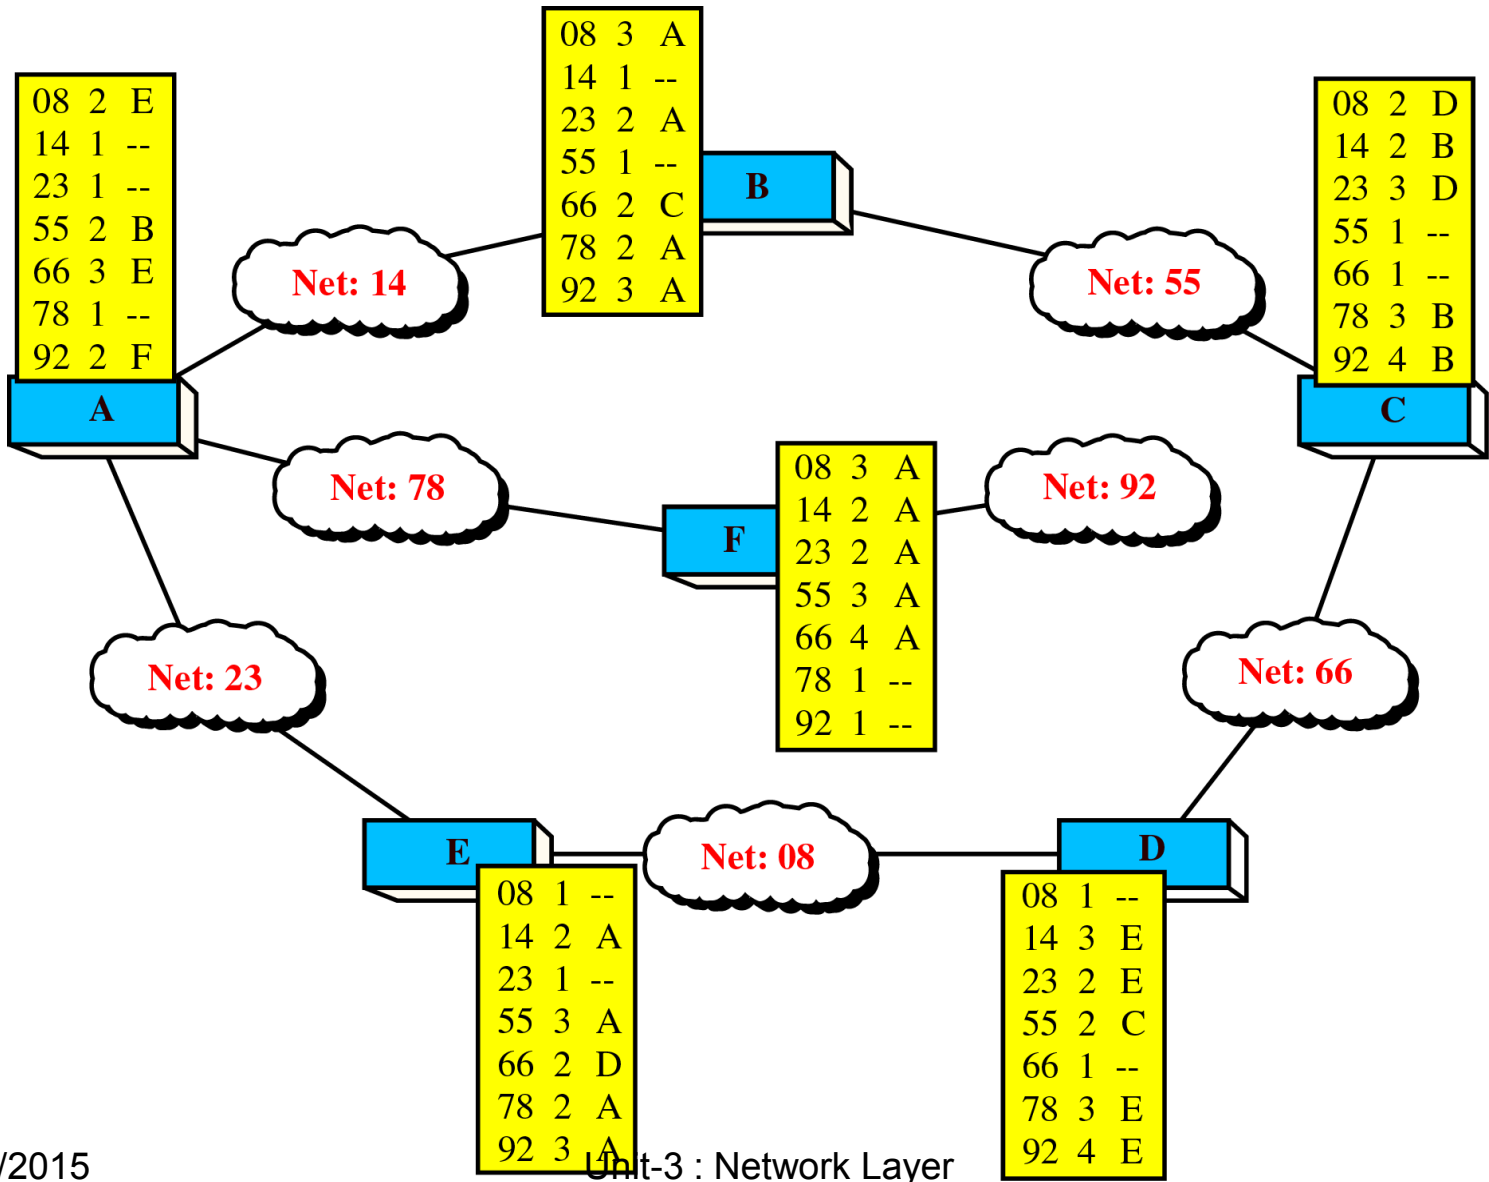 08 3 A
14 1 --
23 2 A
55 1 --
66 2 C
78 2 A
92 3 A
B
08 2 E
14 1 --
23 1 --
55 2 B
66 3 E
78 1 --
92 2 F
A
08 2 D
14 2 B
23 3 D
55 1 --
66 1 --
78 3 B
92 4 B
C
Net: 14
Net: 55
Net: 78
F
08 3 A
14 2 A
23 2 A
55 3 A
66 4 A
78 1 --
92 1 --
Net: 92
Net: 23
Net: 66
E
08 1 --
14 2 A
23 1 --
55 3 A
66 2 D
78 2 A
92 3 A
Net: 08
D
08 1 --
14 3 E
23 2 E
55 2 C
66 1 --
78 3 E
92 4 E
/2015
Unit-3 : Network Layer